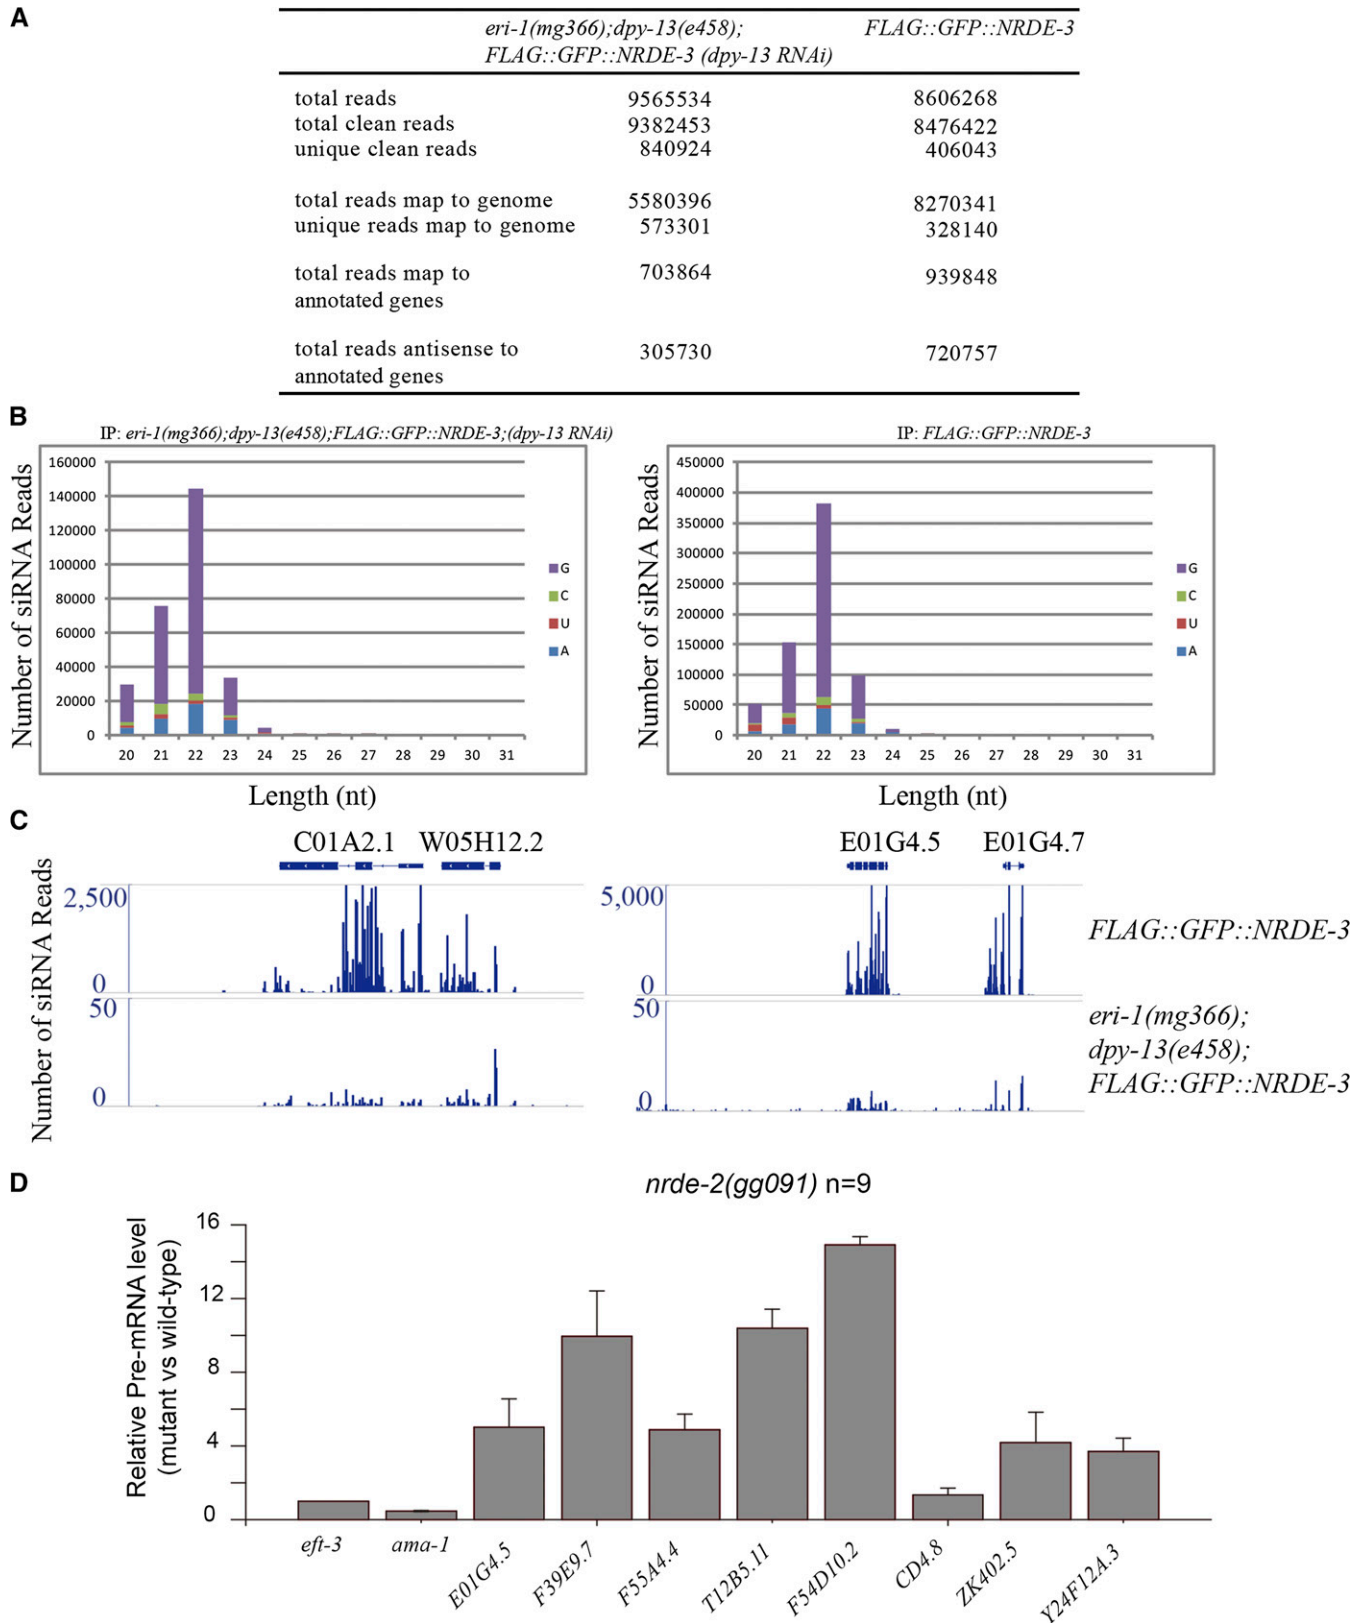 A
eri-1(mg366);dpy-13(e458); FLAG::GFP::NRDE-3
FLAG::GFP::NRDE-3 (dpy-13 RNAi)
total reads 9565534 8606268
total clean reads 9382453 8476422
unique clean reads 840924 406043
total reads map to genome 5580396 8270341
unique reads map to genome 573301 328140
total reads map to 703864 939848
annotated genes
total reads antisense to 305730 720757
annotated genes
B
IP: eri-1(mg366);dpy-13(e458);FLAG::GFP::NRDE-3;(dpy-13 RNAi)
Number of siRNA Reads
160000
140000
120000
100000
80000
60000
40000
20000
0
20 21 22 23 24 25 26 27 28 29 30 31
G
C
U
A
Length (nt)
IP: FLAG::GFP::NRDE-3
Number of siRNA Reads
450000
400000
350000
300000
250000
200000
150000
100000
50000
0
20 21 22 23 24 25 26 27 28 29 30 31
G
C
U
A
Length (nt)
C
Number of siRNA Reads
C01A2.1 W05H12.2 E01G4.5 E01G4.7
2,500
0
50
0
5,000
0
50
0
FLAG::GFP::NRDE-3
eri-1(mg366);
dpy-13(e458);
FLAG::GFP::NRDE-3
D
nrde-2(gg091) n=9
Relative Pre-mRNA level
(mutant vs wild-type)
16
12
8
4
0
eft-3 ama-1 E01G4.5 F39E9.7 F55A4.4 T12B5.11 F54D10.2 CD4.8 ZK402.5 Y24F12A.3